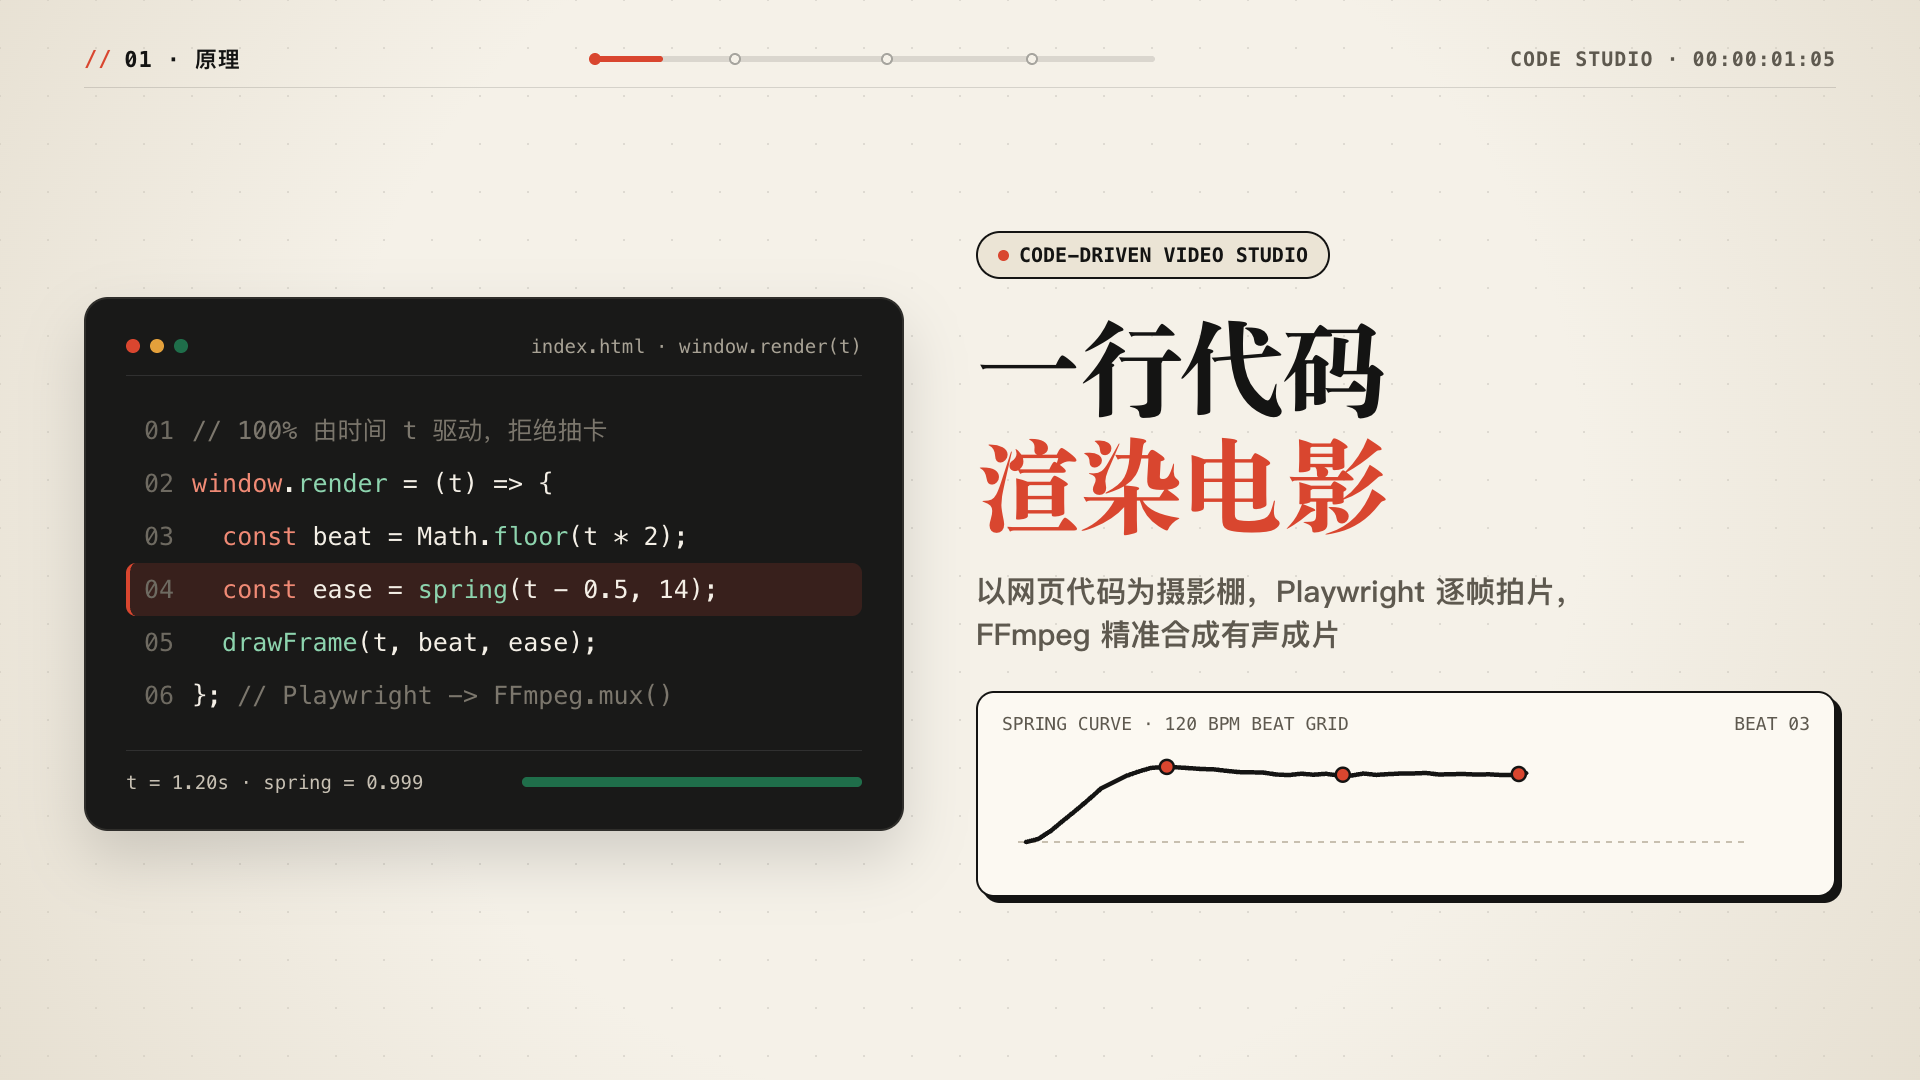 // 01 · 原理
CODE STUDIO · 00:00:01:05
index.html · window.render(t)
01 // 100% 由时间 t 驱动，拒绝抽卡
02 window.render = (t) => {
03 const beat = Math.floor(t * 2);
04 const ease = spring(t − 0.5, 14);
05 drawFrame(t, beat, ease);
06 }; // Playwright −> FFmpeg.mux()
t = 1.20s · spring = 0.999
CODE−DRIVEN VIDEO STUDIO
一行代码
渲染电影
以网页代码为摄影棚，Playwright 逐帧拍片，
FFmpeg 精准合成有声成片
SPRING CURVE · 120 BPM BEAT GRID
BEAT 03